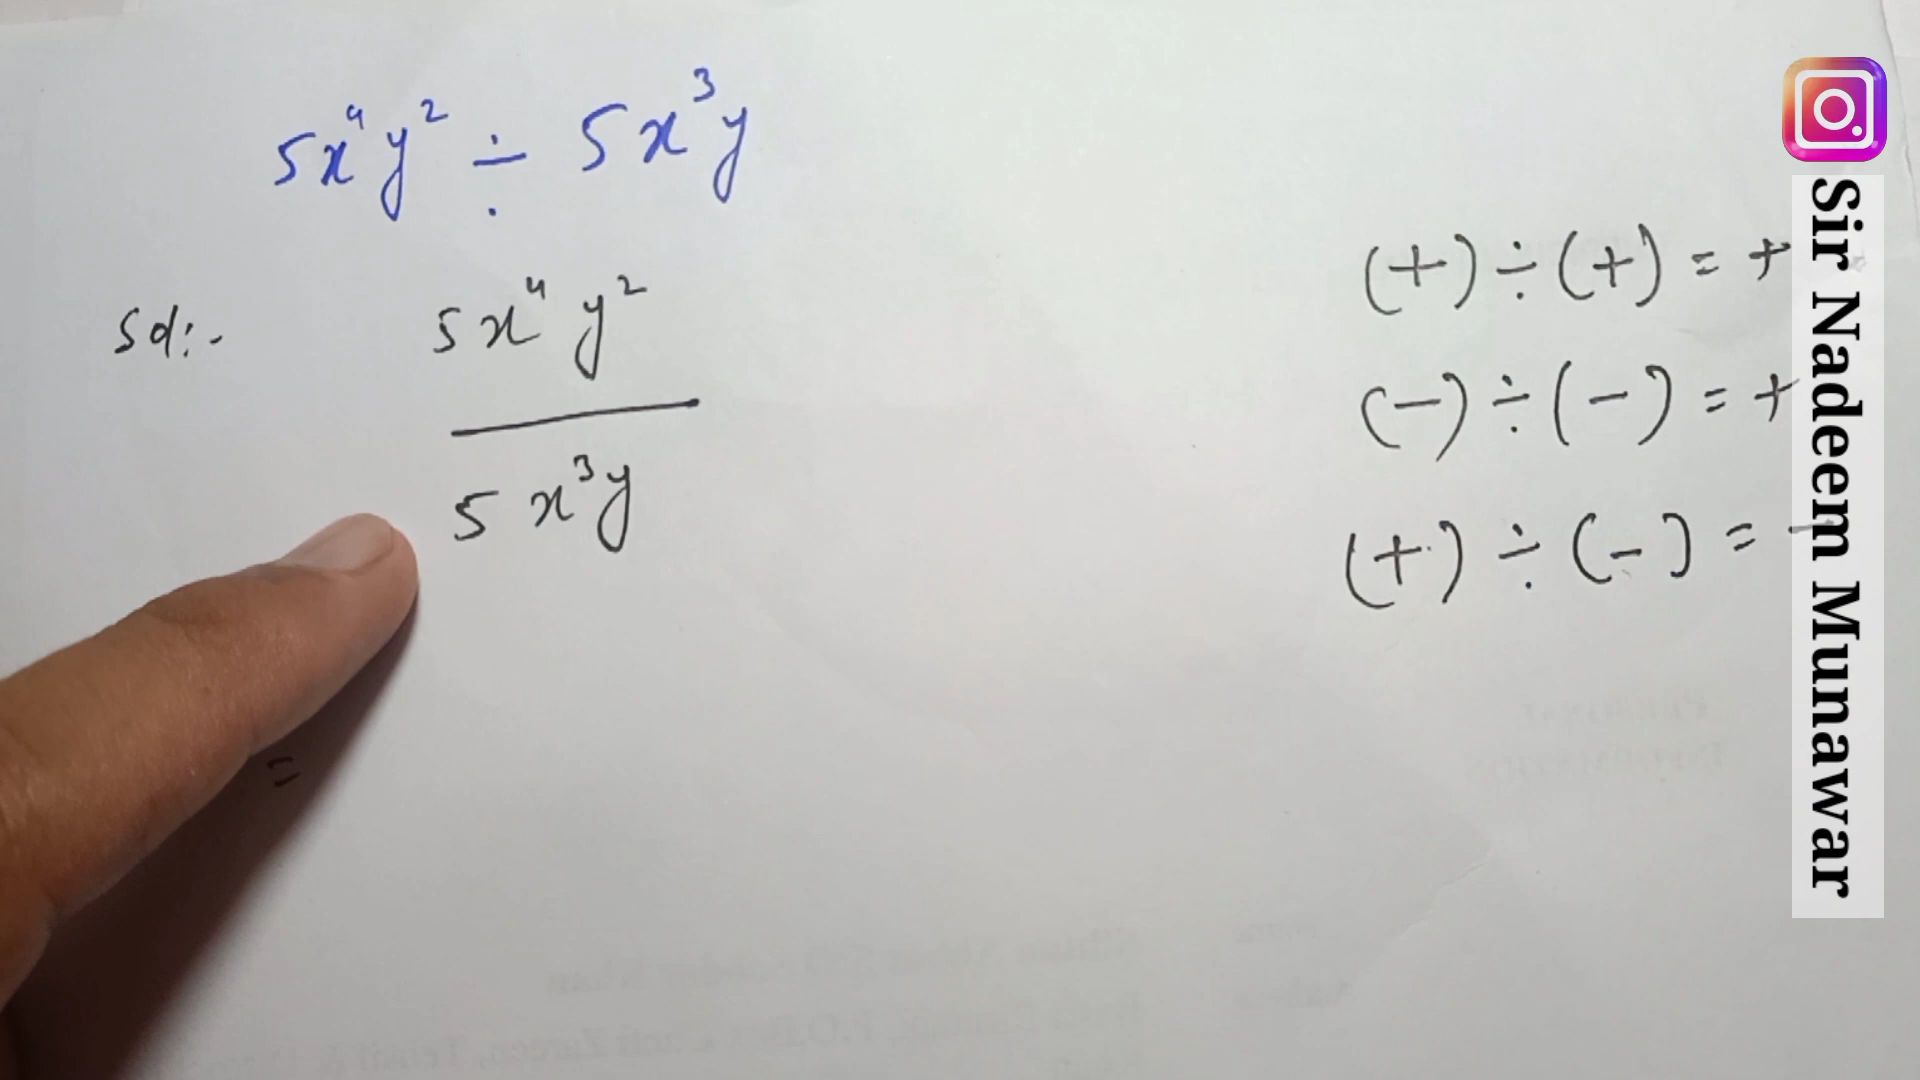 5x⁴y² ÷ 5x³y
Sol:-
5x⁴y²
5x³y
=
(+) ÷ (+) = +
(-) ÷ (-) = +
(+) ÷ (-) = -
Sir Nadeem Munawar